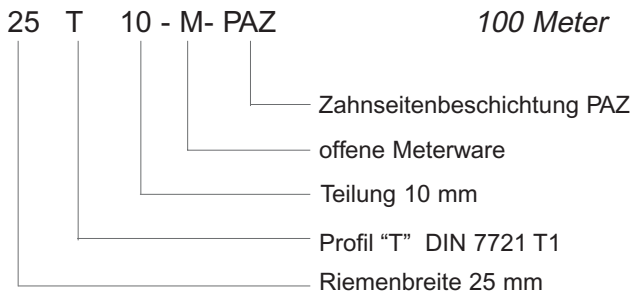 25 T 10 - M- PAZ 100 Meter
Zahnseitenbeschichtung PAZ
offene Meterware
Teilung 10 mm
Profil “T” DIN 7721 T1
Riemenbreite 25 mm